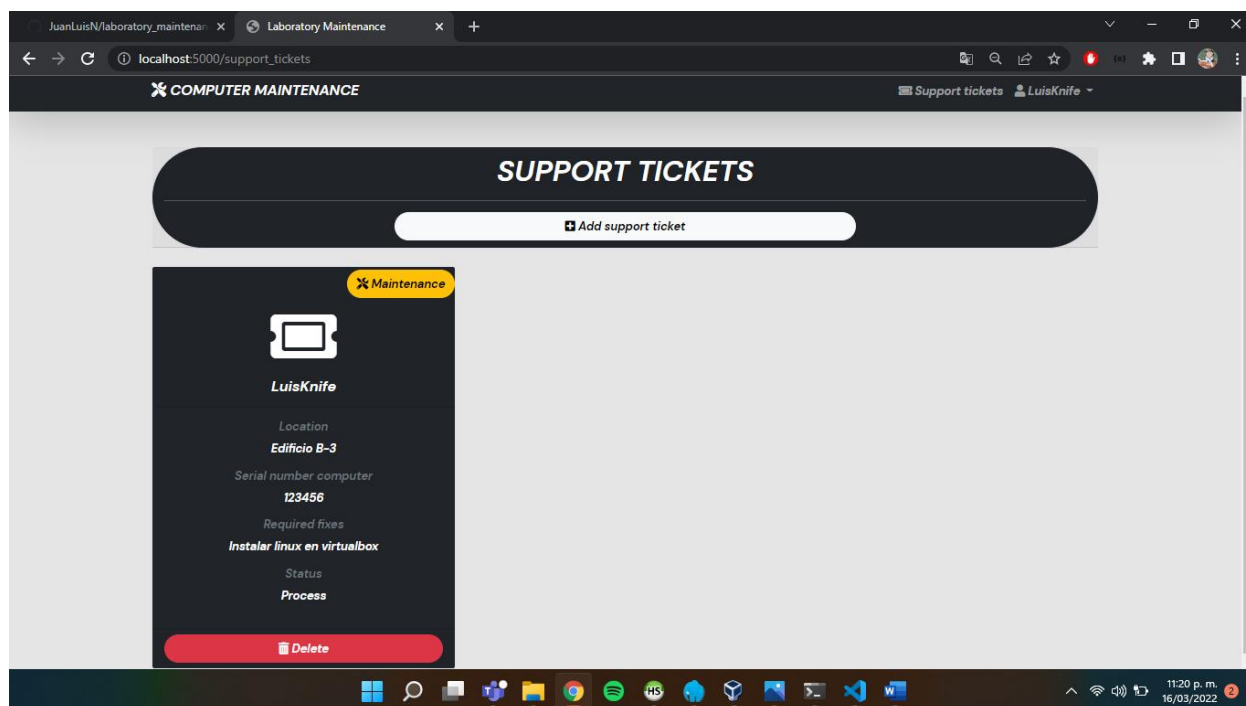 JuanLuisN/laboratory_maintenan
Laboratory Maintenance
localhost:5000/support_tickets
COMPUTER MAINTENANCE
Support tickets
LuisKnife
SUPPORT TICKETS
Add support ticket
Maintenance
LuisKnife
Location
Edificio B-3
Serial number computer
123456
Required fixes
Instalar linux en virtualbox
Status
Process
Delete
HS
11:20 p. m.
16/03/2022
2